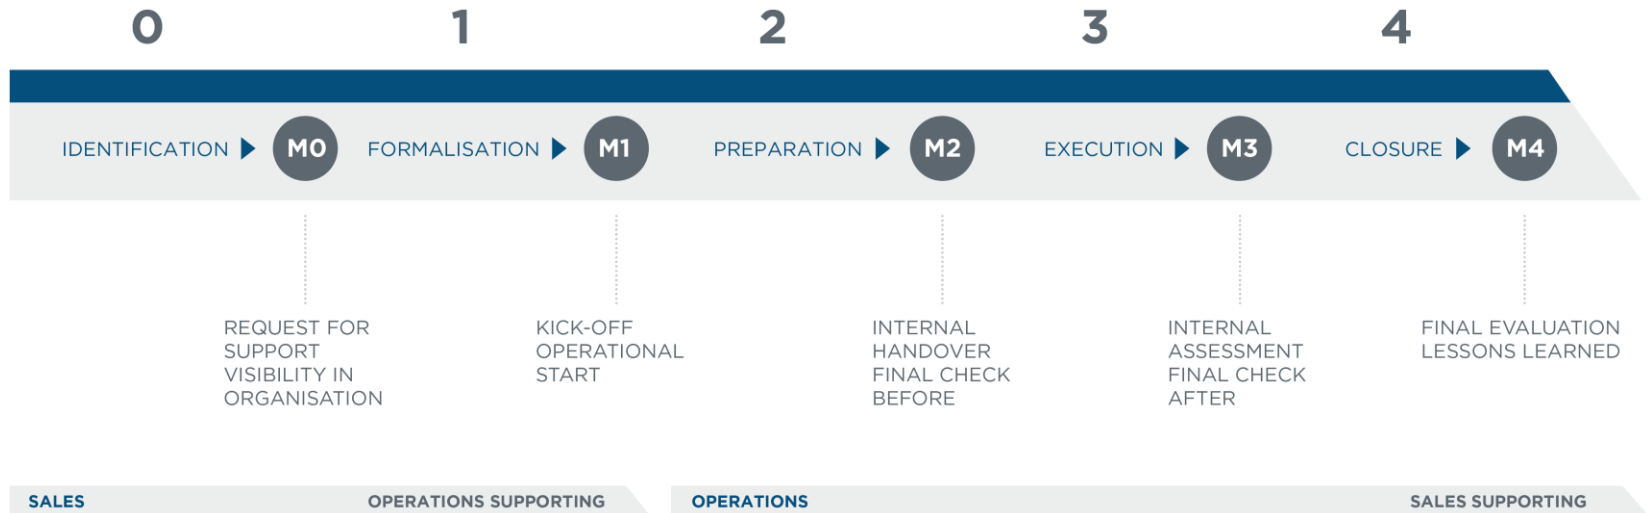 0 1 2 3 4
IDENTIFICATION M0 FORMALISATION M1 PREPARATION M2 EXECUTION M3 CLOSURE M4
REQUEST FOR
SUPPORT
VISIBILITY IN
ORGANISATION
KICK-OFF
OPERATIONAL
START
INTERNAL
HANDOVER
FINAL CHECK
BEFORE
INTERNAL
ASSESSMENT
FINAL CHECK
AFTER
FINAL EVALUATION
LESSONS LEARNED
SALES OPERATIONS SUPPORTING OPERATIONS SALES SUPPORTING